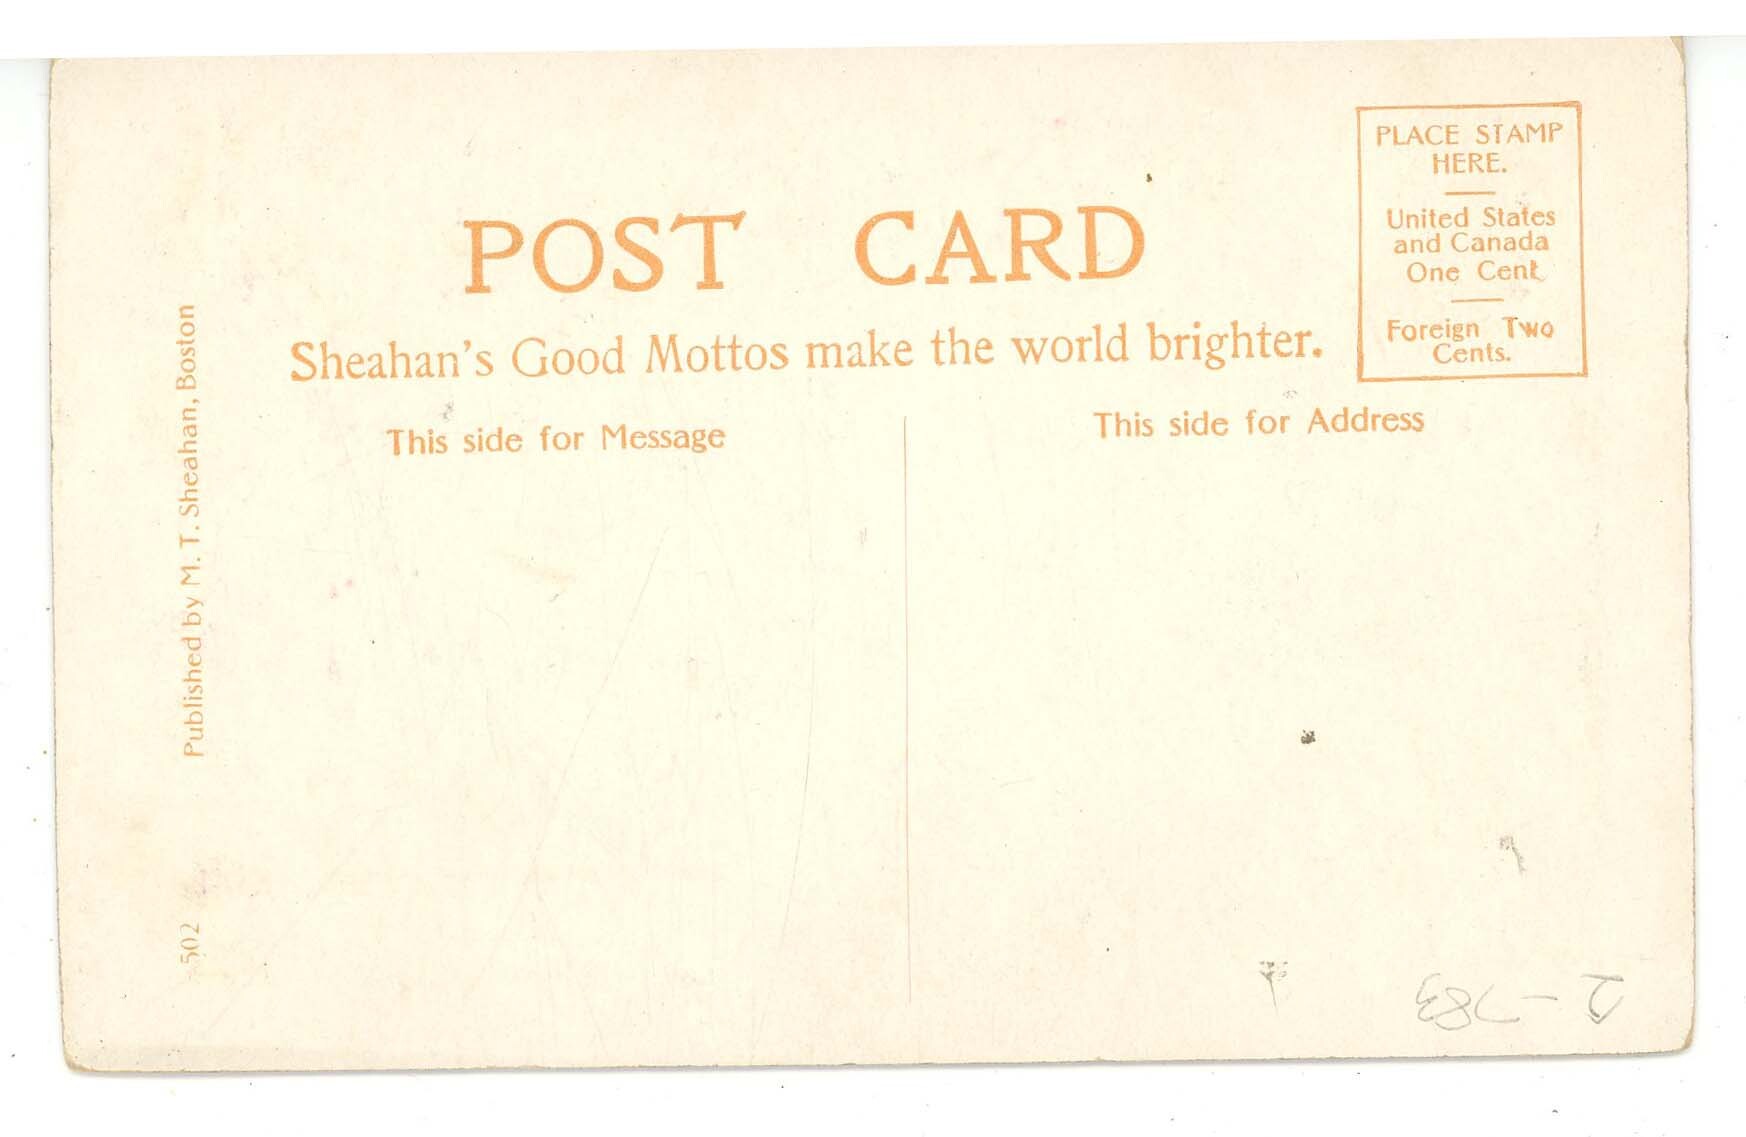 POST CARD
Sheahan's Good Mottos make the world brighter.
PLACE STAMP
HERE.
United States
and Canada
One Cent
Foreign Two
Cents.
This side for Message
This side for Address
Published by M. T. Sheahan, Boston
502